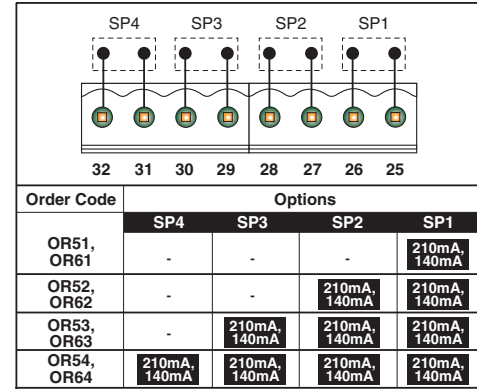 SP4 SP3 SP2 SP1
32 31 30 29 28 27 26 25
Order Code Options
SP4 SP3 SP2 SP1
OR51,
OR61 - - - 210mA,
140mA
OR52,
OR62 - - 210mA,
140mA 210mA,
140mA
OR53,
OR63 - 210mA,
140mA 210mA,
140mA 210mA,
140mA
OR54,
OR64 210mA,
140mA 210mA,
140mA 210mA,
140mA 210mA,
140mA